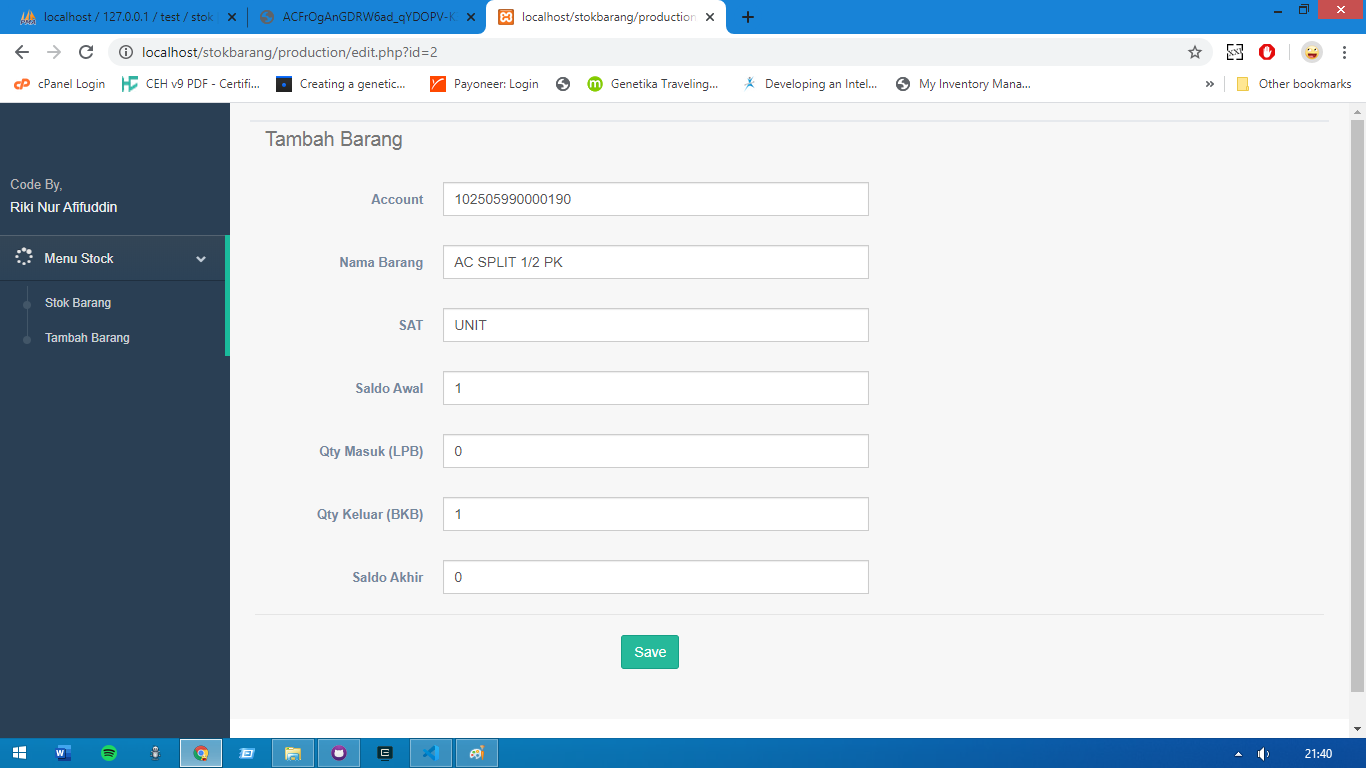 localhost / 127.0.0.1 / test / stok
ACFrOgAnGDRW6ad_qYDOPV-K
localhost/stokbarang/production
localhost/stokbarang/production/edit.php?id=2
cPanel Login
CEH v9 PDF - Certifi...
Creating a genetic...
Payoneer: Login
Genetika Traveling...
Developing an Intel...
My Inventory Mana...
»
Other bookmarks
Code By,
Riki Nur Afifuddin
Menu Stock
Stok Barang
Tambah Barang
Tambah Barang
Account 102505990000190
Nama Barang AC SPLIT 1/2 PK
SAT UNIT
Saldo Awal 1
Qty Masuk (LPB) 0
Qty Keluar (BKB) 1
Saldo Akhir 0
Save
21:40